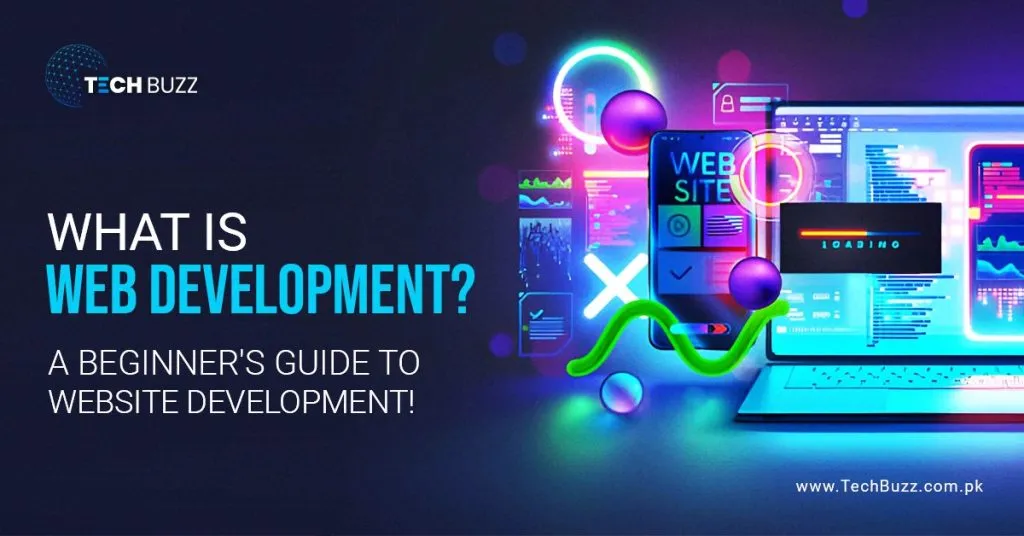 TECH BUZZ
WHAT IS
WEB DEVELOPMENT?
A BEGINNER'S GUIDE TO
WEBSITE DEVELOPMENT!
WEB
SITE
LOADING
www.TechBuzz.com.pk